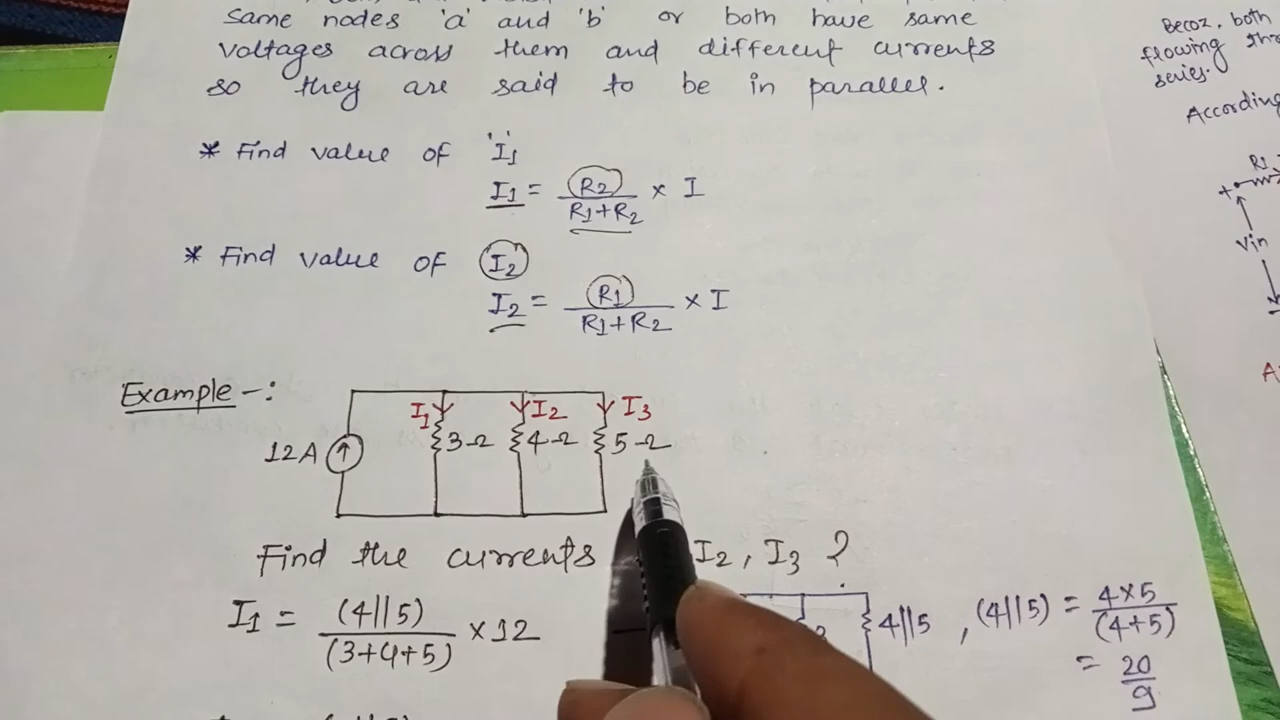 same nodes 'a' and 'b' or both have same
voltages across them and different currents
so they are said to be in parallel.
* Find value of 'I1'
I1 = R2 / R1+R2 × I
* Find value of 'I2'
I2 = R1 / R1+R2 × I
Example -:
12A I1 3Ω I2 4Ω I3 5Ω
Find the currents I2, I3 ?
I1 = (4||5) / (3+4+5) × 12
4||5 , (4||5) = 4×5 / (4+5)
= 20 / 9
Becoz. both
flowing
series.
According
R1
+
Vin